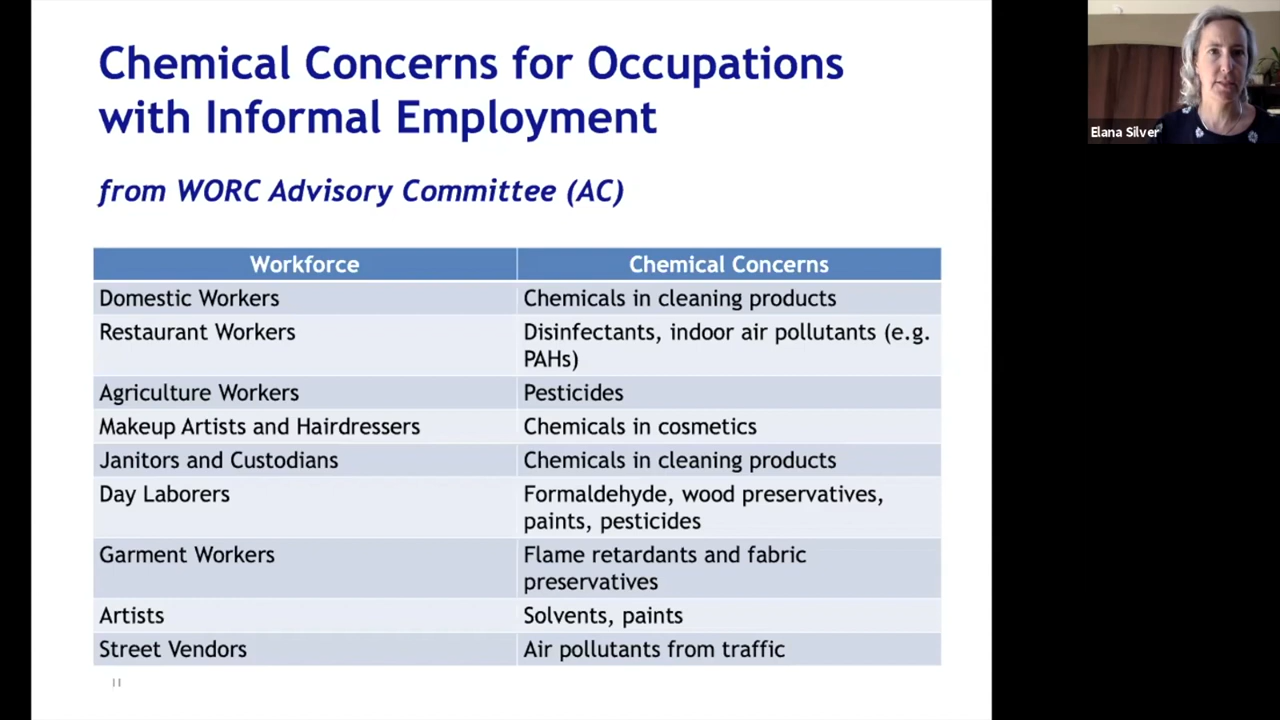 Chemical Concerns for Occupations
with Informal Employment
from WORC Advisory Committee (AC)
Workforce
Chemical Concerns
Domestic Workers
Chemicals in cleaning products
Restaurant Workers
Disinfectants, indoor air pollutants (e.g.
PAHs)
Agriculture Workers
Pesticides
Makeup Artists and Hairdressers
Chemicals in cosmetics
Janitors and Custodians
Chemicals in cleaning products
Day Laborers
Formaldehyde, wood preservatives,
paints, pesticides
Garment Workers
Flame retardants and fabric
preservatives
Artists
Solvents, paints
Street Vendors
Air pollutants from traffic
11
Elana Silver